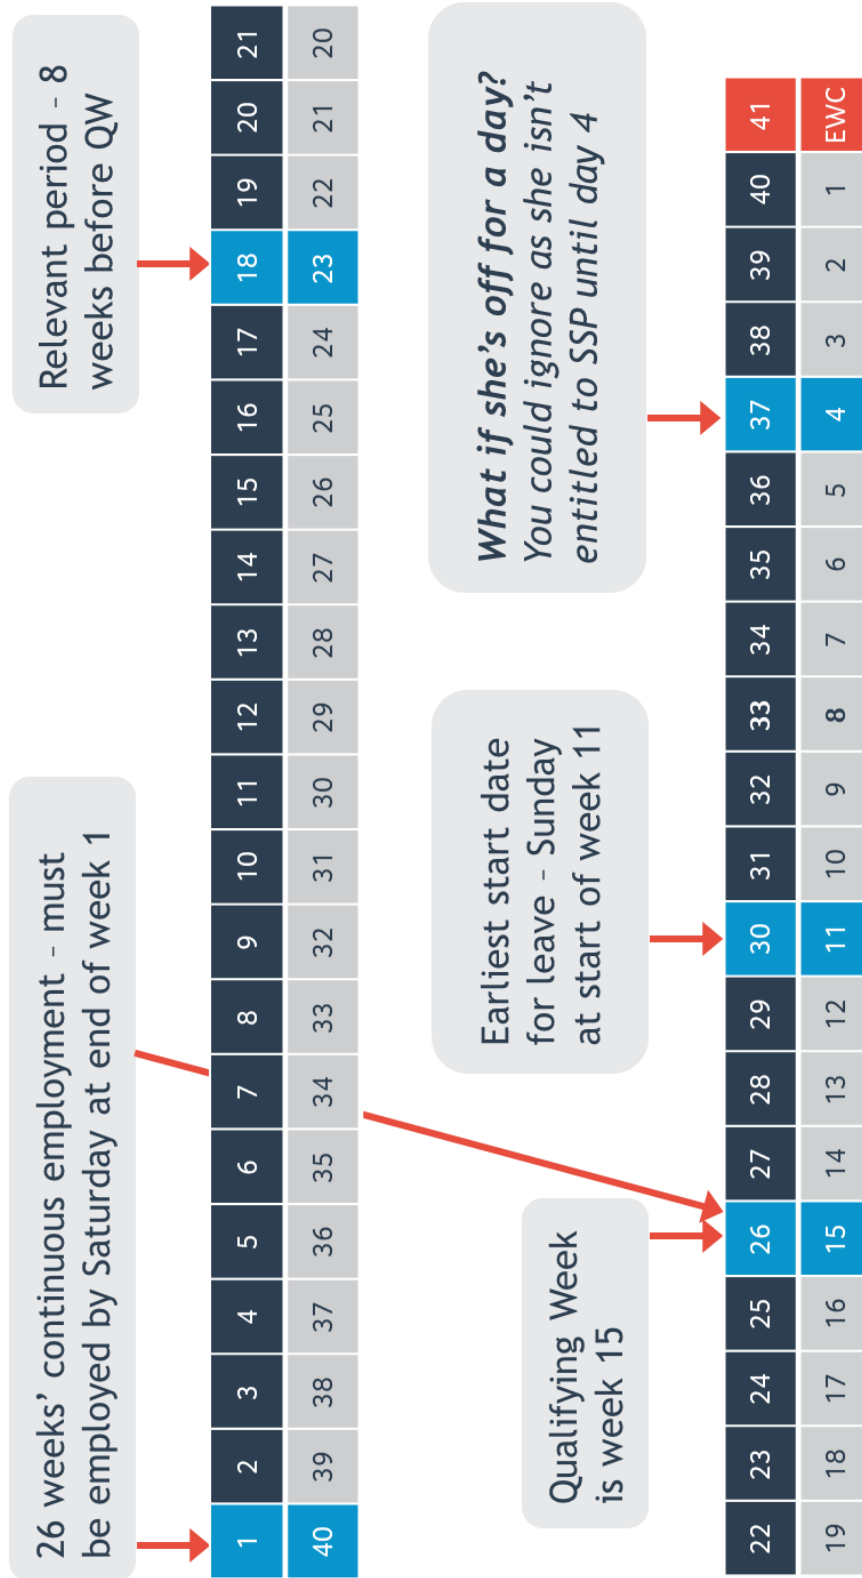 26 weeks' continuous employment - must
be employed by Saturday at end of week 1
Relevant period - 8
weeks before QW
1 2 3 4 5 6 7 8 9 10 11 12 13 14 15 16 17 18 19 20 21
40 39 38 37 36 35 34 33 32 31 30 29 28 27 26 25 24 23 22 21 20
Qualifying Week
is week 15
Earliest start date
for leave - Sunday
at start of week 11
What if she's off for a day?
You could ignore as she isn't
entitled to SSP until day 4
22 23 24 25 26 27 28 29 30 31 32 33 34 35 36 37 38 39 40 41
19 18 17 16 15 14 13 12 11 10 9 8 7 6 5 4 3 2 1 EWC